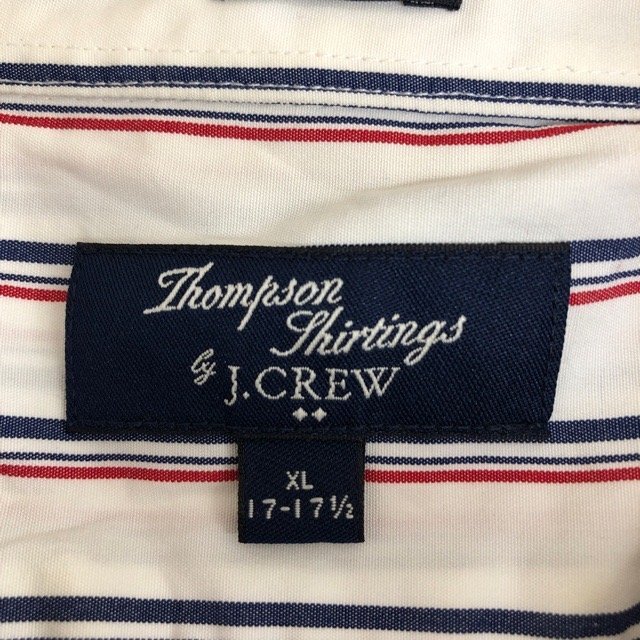 Thompson
Shirtings
by J.CREW
XL
17-17½